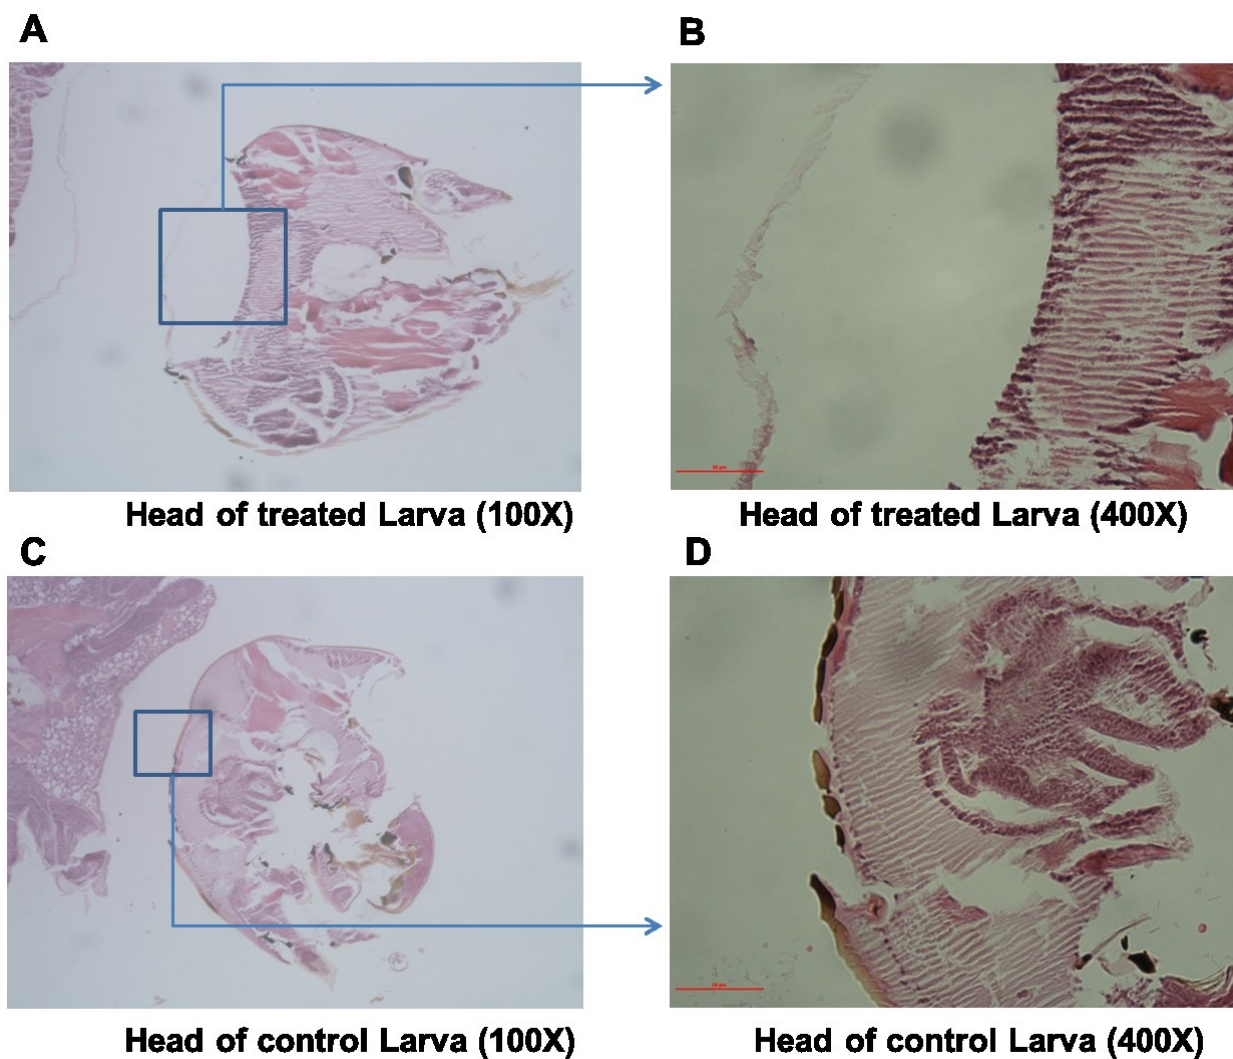 A
B
Head of treated Larva (100X)
Head of treated Larva (400X)
C
D
Head of control Larva (100X)
Head of control Larva (400X)